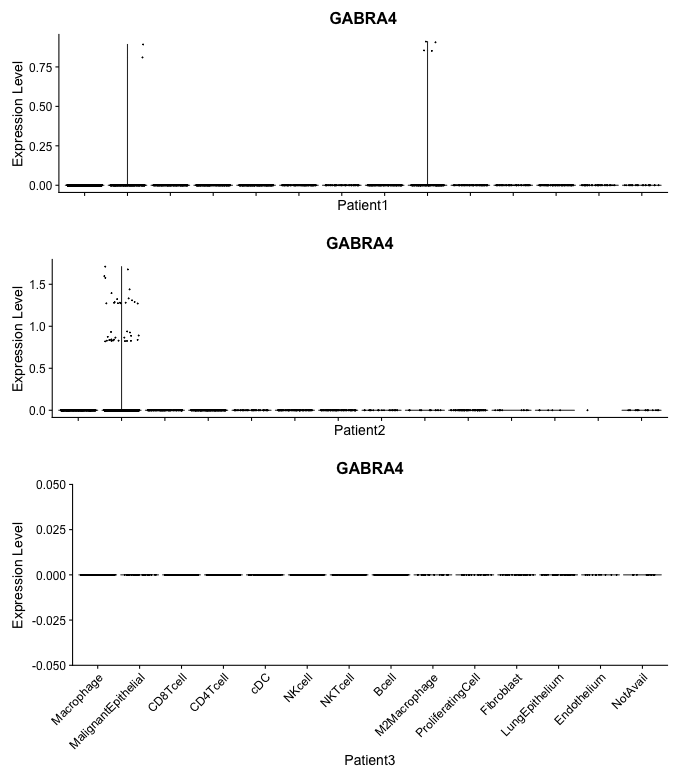 GABRA4
Expression Level
0.75
0.50
0.25
0.00
Patient1
GABRA4
Expression Level
1.5
1.0
0.5
0.0
Patient2
GABRA4
Expression Level
0.050
0.025
0.000
-0.025
-0.050
Macrophage
MalignantEpithelial
CD8Tcell
CD4Tcell
cDC
NKcell
NKTcell
Bcell
M2Macrophage
ProliferatingCell
Fibroblast
LungEpithelium
Endothelium
NotAvail
Patient3